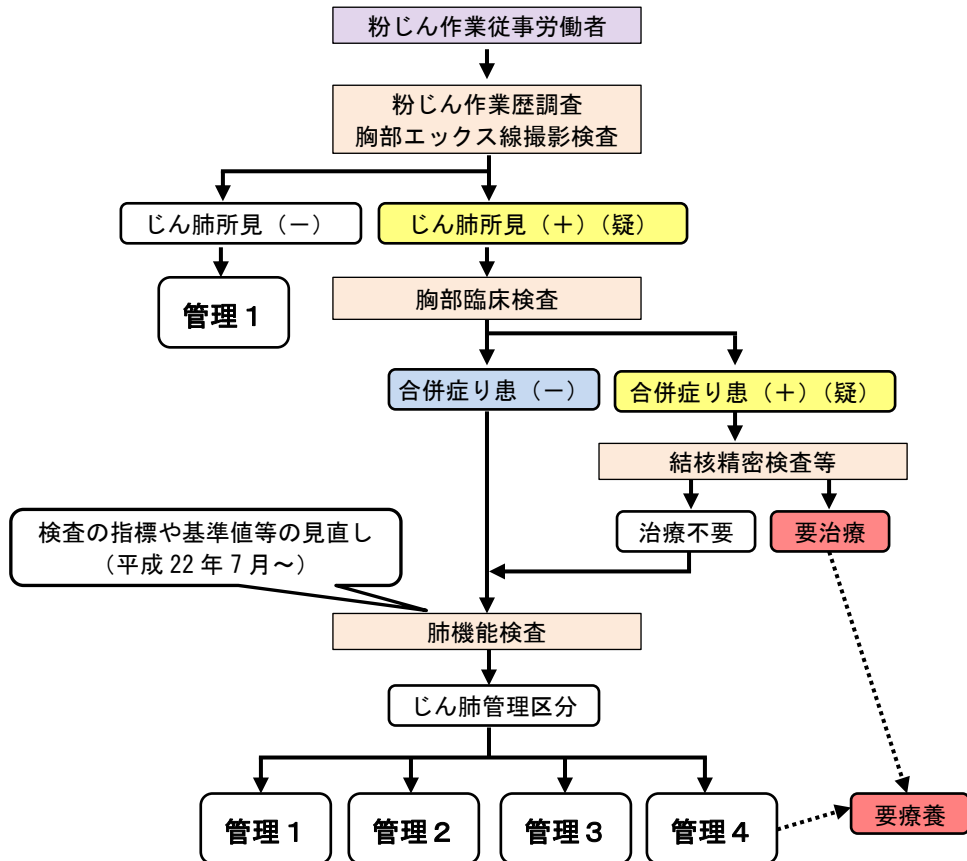 粉じん作業従事労働者
粉じん作業歴調査
胸部エックス線撮影検査
じん肺所見（－）
じん肺所見（＋）（疑）
管理１
胸部臨床検査
合併症り患（－）
合併症り患（＋）（疑）
結核精密検査等
治療不要
要治療
検査の指標や基準値等の見直し
（平成 22 年 7 月～）
肺機能検査
じん肺管理区分
管理１
管理２
管理３
管理４
要療養